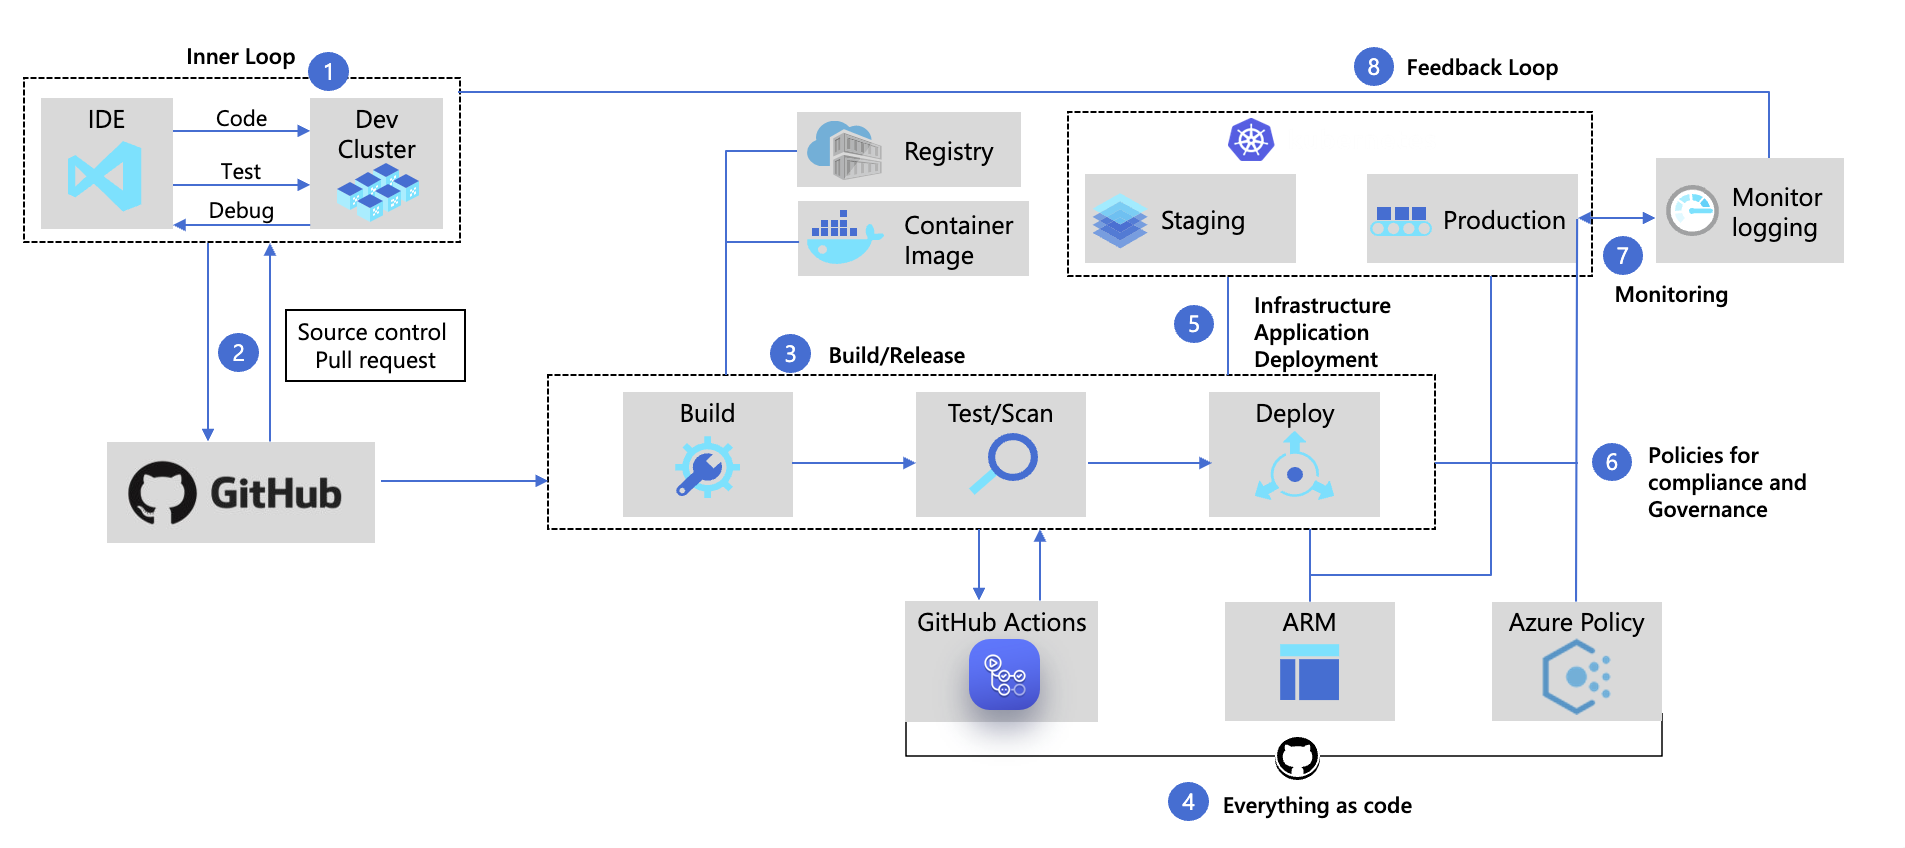 Inner Loop
1
IDE
Code
Test
Debug
Dev
Cluster
8
Feedback Loop
Registry
Container
Image
Staging
Production
Monitor
logging
7
Monitoring
2
Source control
Pull request
5
Infrastructure
Application
Deployment
3
Build/Release
Build
Test/Scan
Deploy
6
Policies for
compliance and
Governance
GitHub
GitHub Actions
ARM
Azure Policy
4
Everything as code